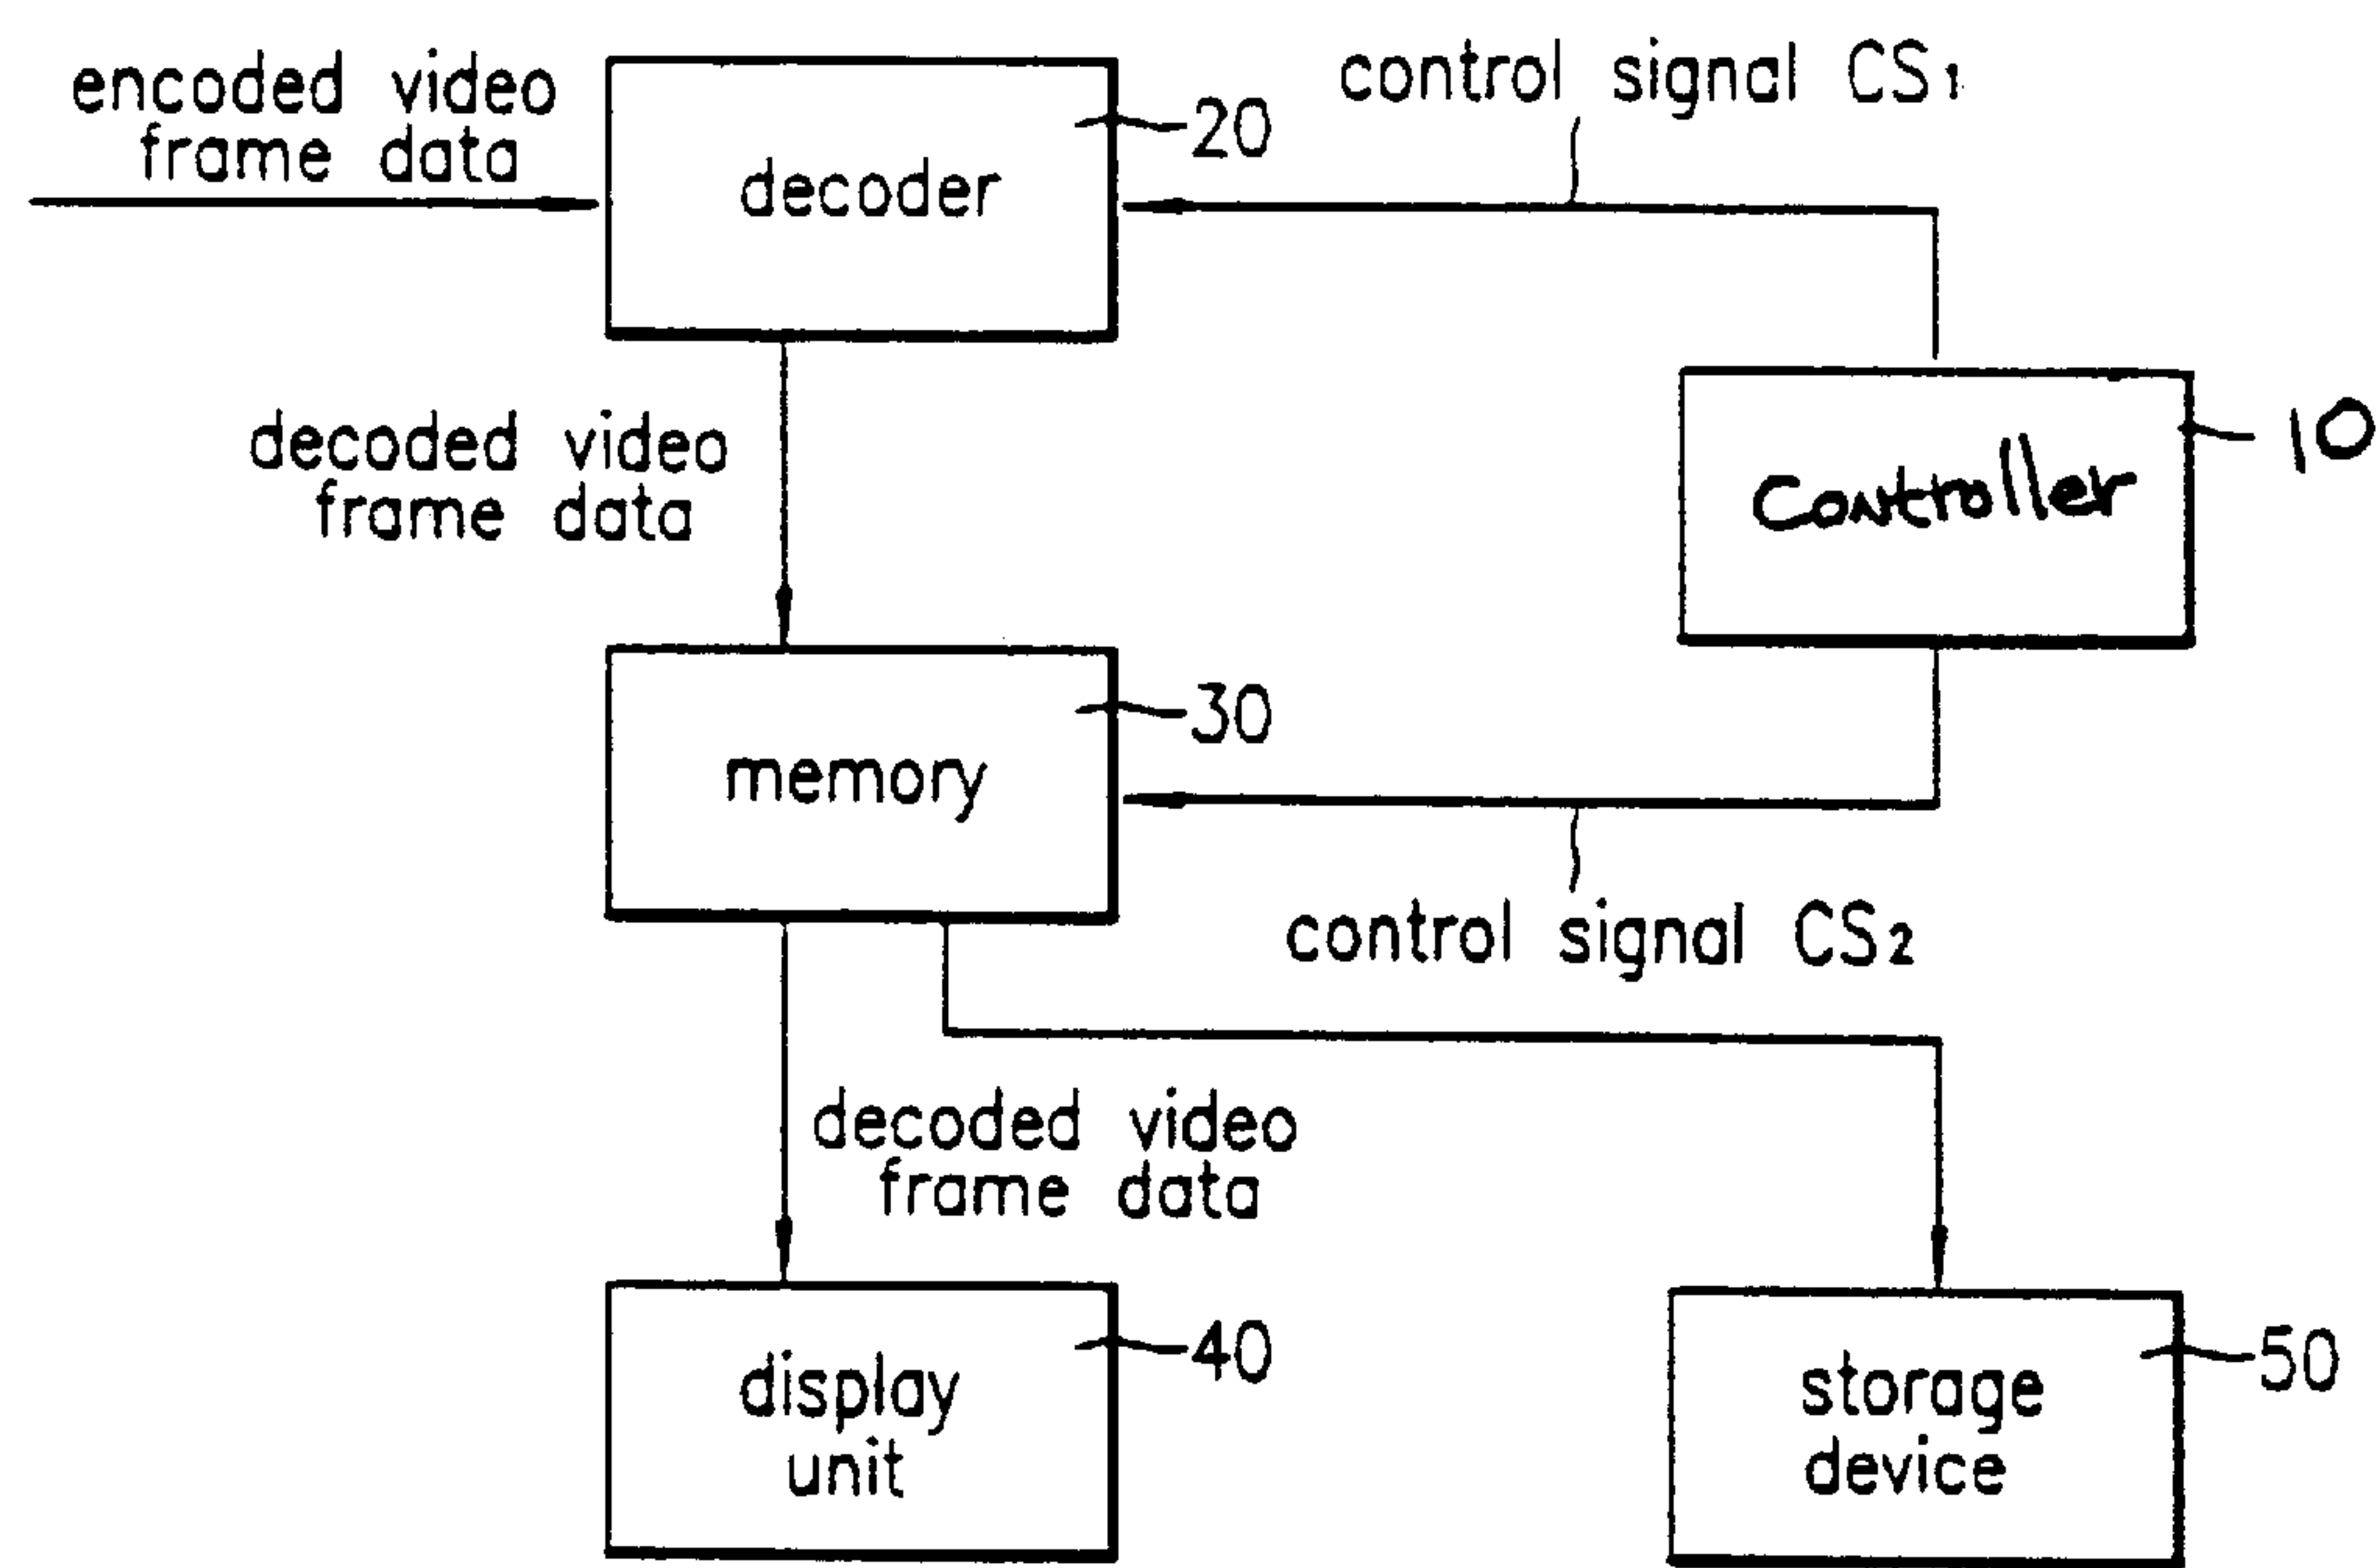 encoded video
frame data
20
decoder
control signal CS1
decoded video
frame data
Controller
10
30
memory
control signal CS2
decoded video
frame data
40
display
unit
50
storage
device